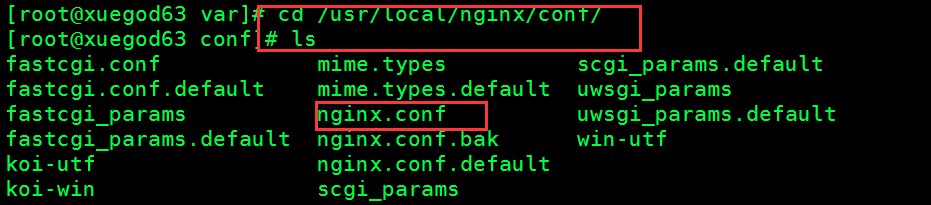 [root@xuegod63 var]# cd /usr/local/nginx/conf/
[root@xuegod63 conf]# ls
fastcgi.conf mime.types scgi_params.default
fastcgi.conf.default mime.types.default uwsgi_params
fastcgi_params nginx.conf uwsgi_params.default
fastcgi_params.default nginx.conf.bak win-utf
koi-utf nginx.conf.default
koi-win scgi_params